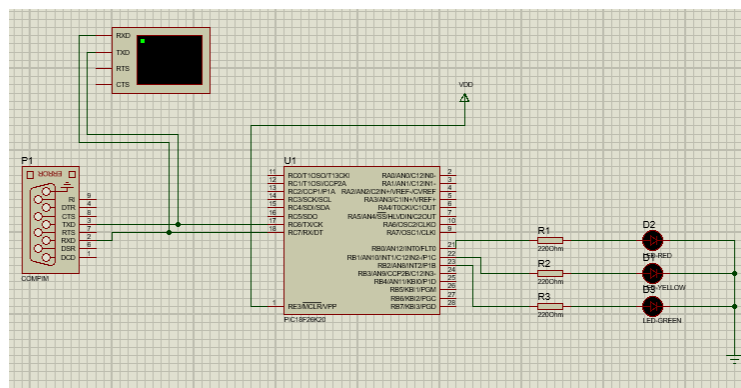 RXD
TXD
RTS
CTS
VDD
P1
ERROR
RI
DTR
CTS
TXD
RTS
RXD
DSR
DCD
9
4
8
3
7
2
6
1
COMPIM
U1
11
12
13
14
15
16
17
18
1
RC0/T1OSO/T13CKI
RC1/T1OSI/CCP2A
RC2/CCP1/P1A
RC3/SCK/SCL
RC4/SDI/SDA
RC5/SDO
RC6/TX/CK
RC7/RX/DT
RE3/MCLR/VPP
RA0/AN0/C12IN0-
RA1/AN1/C12IN1-
RA2/AN2/C2IN+/VREF-/CVREF
RA3/AN3/C1IN+/VREF+
RA4/T0CKI/C1OUT
RA5/AN4/SS/HLVDIN/C2OUT
RA6/OSC2/CLKO
RA7/OSC1/CLKI
RB0/AN12/INT0/FLT0
RB1/AN10/INT1/C12IN2-/P1C
RB2/AN8/INT2/P1B
RB3/AN9/CCP2B/C12IN3-
RB4/AN11/KBI0/P1D
RB5/KBI1/PGM
RB6/KBI2/PGC
RB7/KBI3/PGD
2
3
4
5
6
7
10
9
21
22
23
24
25
26
27
28
PIC18F26K20
R1
220Ohm
R2
220Ohm
R3
220Ohm
D2
LED-RED
D1
LED-YELLOW
D3
LED-GREEN